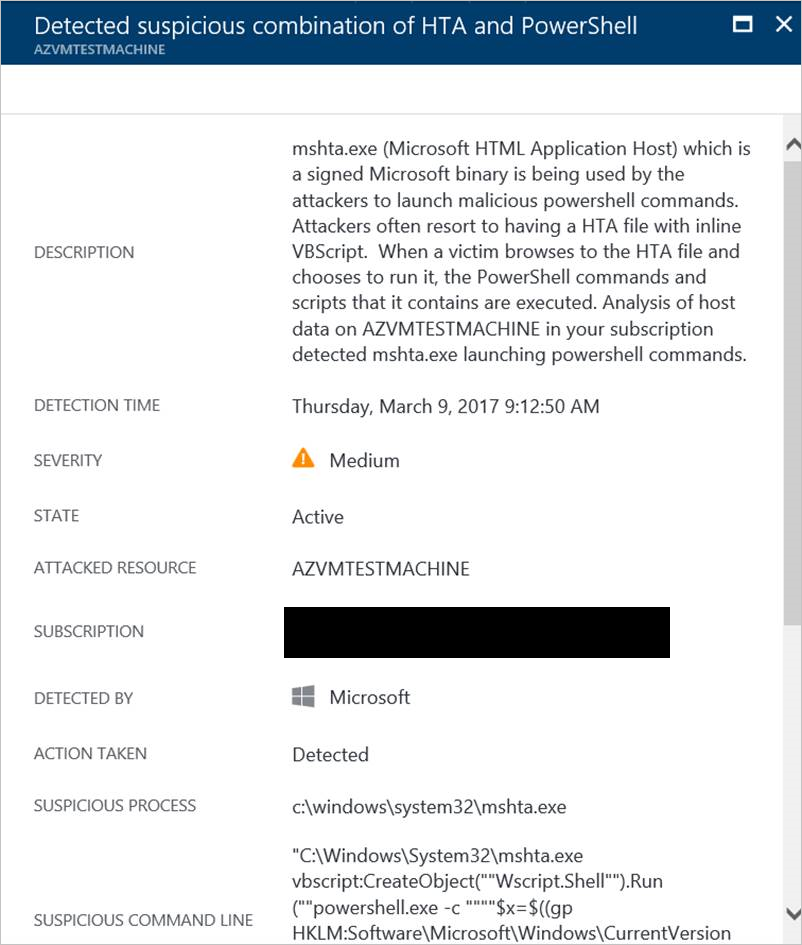 Detected suspicious combination of HTA and PowerShell
AZVMTESTMACHINE
DESCRIPTION
mshta.exe (Microsoft HTML Application Host) which is
a signed Microsoft binary is being used by the
attackers to launch malicious powershell commands.
Attackers often resort to having a HTA file with inline
VBScript.  When a victim browses to the HTA file and
chooses to run it, the PowerShell commands and
scripts that it contains are executed. Analysis of host
data on AZVMTESTMACHINE in your subscription
detected mshta.exe launching powershell commands.
DETECTION TIME
Thursday, March 9, 2017 9:12:50 AM
SEVERITY
Medium
STATE
Active
ATTACKED RESOURCE
AZVMTESTMACHINE
SUBSCRIPTION
DETECTED BY
Microsoft
ACTION TAKEN
Detected
SUSPICIOUS PROCESS
c:\windows\system32\mshta.exe
SUSPICIOUS COMMAND LINE
"C:\Windows\System32\mshta.exe
vbscript:CreateObject(""Wscript.Shell"").Run
(""powershell.exe -c """"$x=$((gp
HKLM:Software\Microsoft\Windows\CurrentVersion